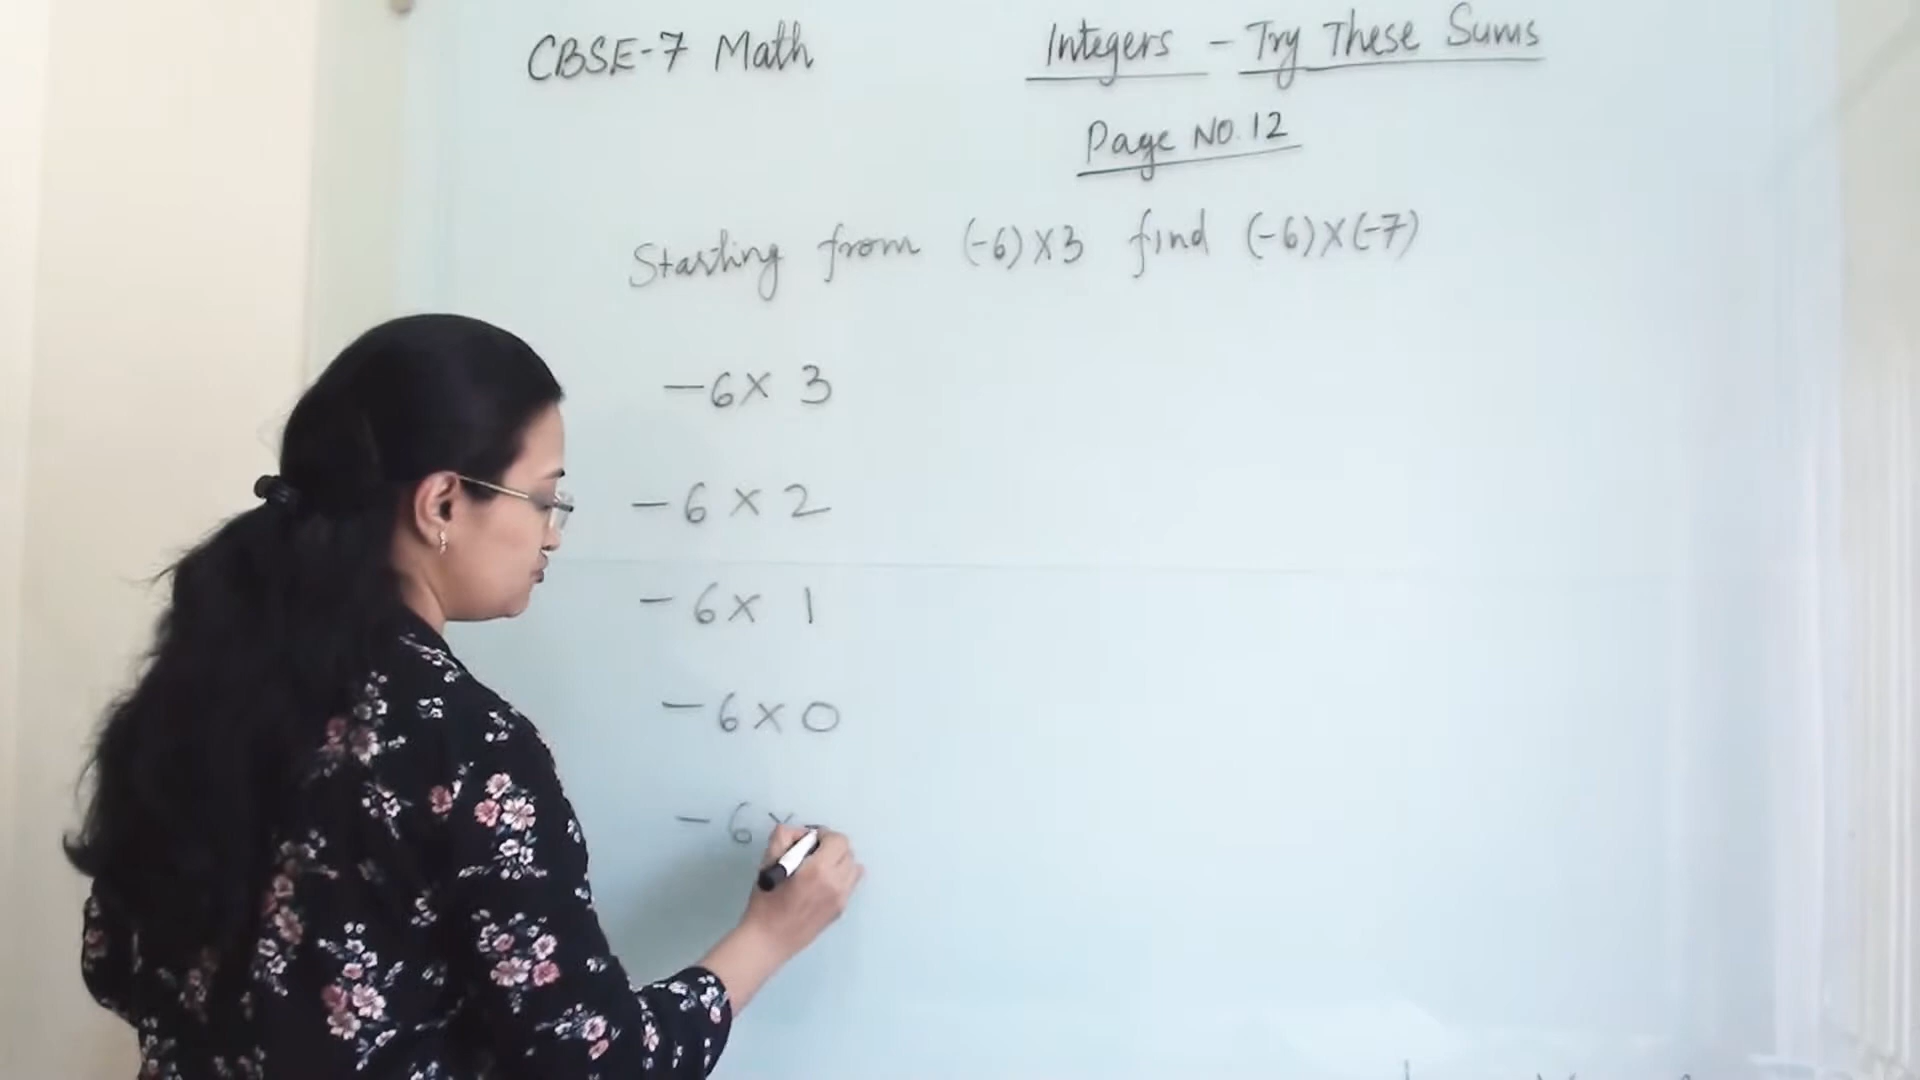 CBSE-7 Math
Integers - Try These Sums
Page NO.12
Starting from (-6)×3 find (-6)×(-7)
-6× 3
-6 × 2
-6× 1
-6×0
-6×-